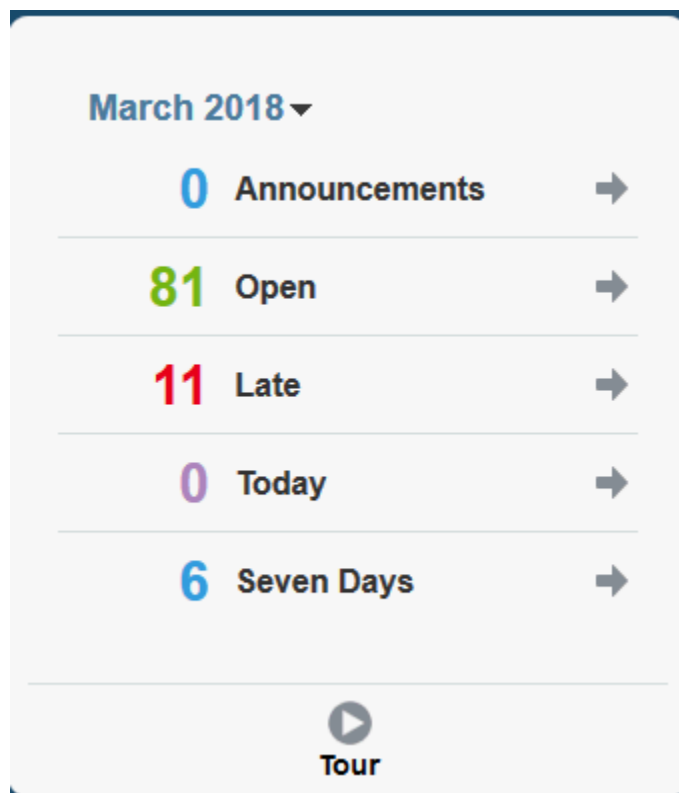 March 2018
0 Announcements
81 Open
11 Late
0 Today
6 Seven Days
Tour